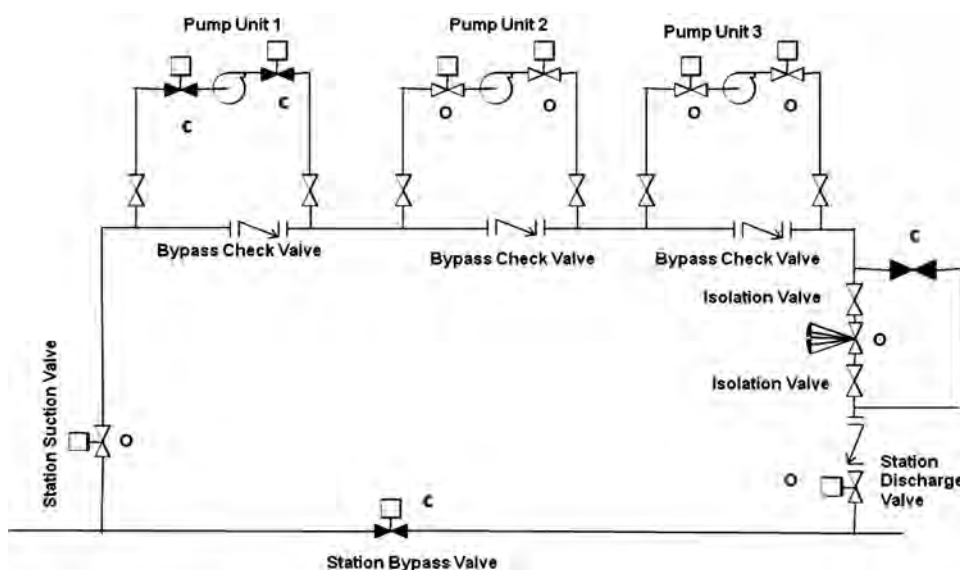 Pump Unit 1
Pump Unit 2
Pump Unit 3
C
C
O
O
O
O
Bypass Check Valve
Bypass Check Valve
Bypass Check Valve
C
Isolation Valve
O
Isolation Valve
Station Suction Valve
O
Station
Discharge
Valve
O
C
Station Bypass Valve